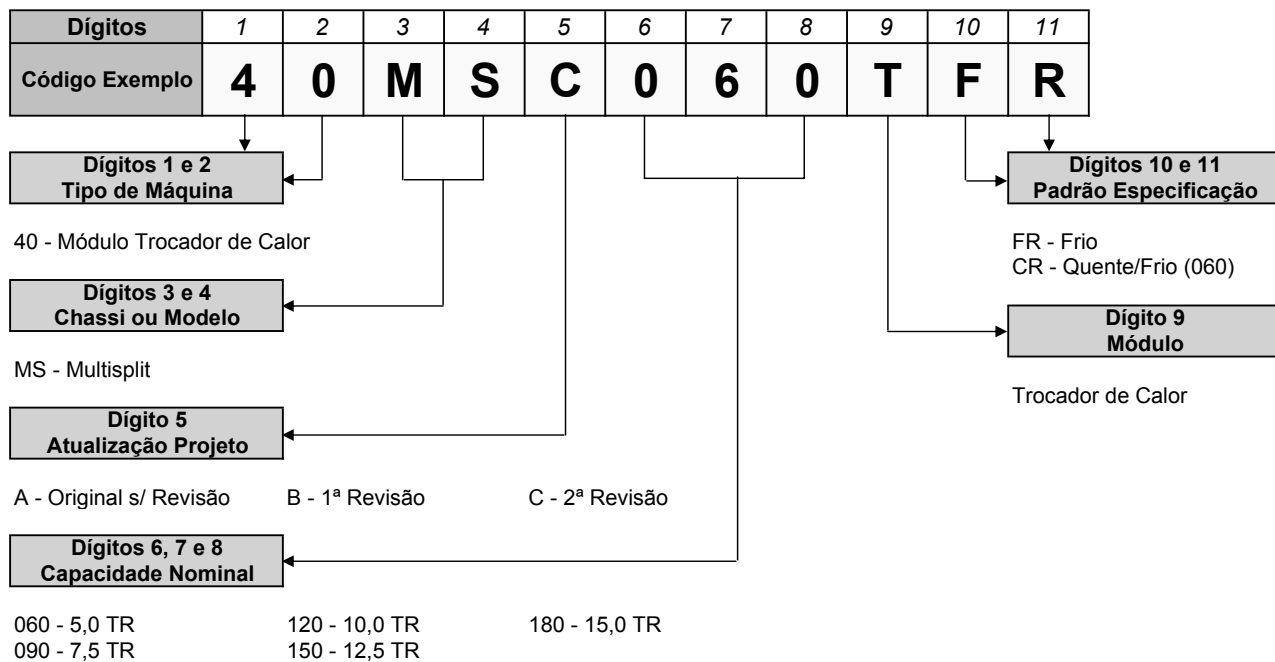 Dígitos 1 2 3 4 5 6 7 8 9 10 11
Código Exemplo 4 0 M S C 0 6 0 T F R
Dígitos 1 e 2
Tipo de Máquina
40 - Módulo Trocador de Calor
Dígitos 10 e 11
Padrão Especificação
FR - Frio
CR - Quente/Frio (060)
Dígitos 3 e 4
Chassi ou Modelo
MS - Multisplit
Dígito 9
Módulo
Trocador de Calor
Dígito 5
Atualização Projeto
A - Original s/ Revisão B - 1ª Revisão C - 2ª Revisão
Dígitos 6, 7 e 8
Capacidade Nominal
060 - 5,0 TR 120 - 10,0 TR 180 - 15,0 TR
090 - 7,5 TR 150 - 12,5 TR